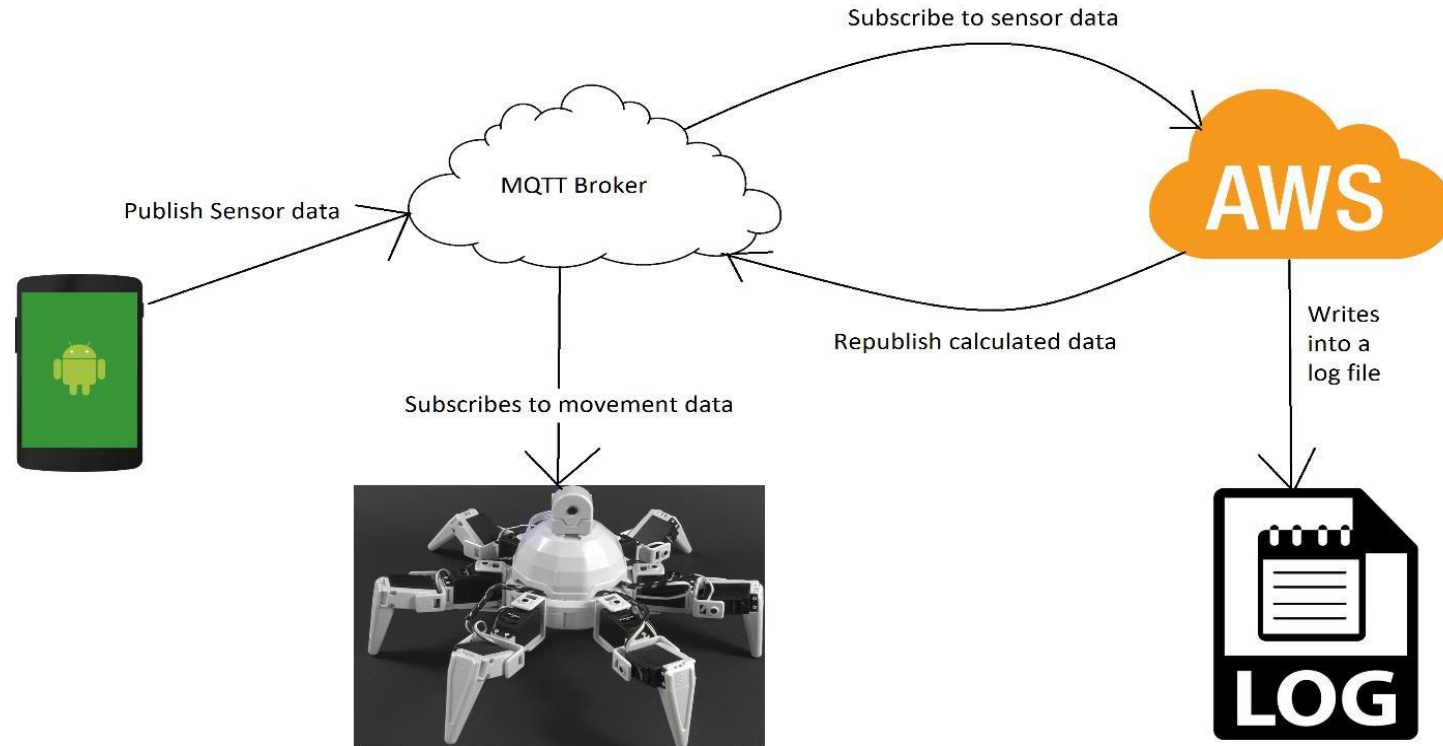 Subscribe to sensor data
MQTT Broker
AWS
Publish Sensor data
Republish calculated data
Writes
into a
log file
Subscribes to movement data
LOG